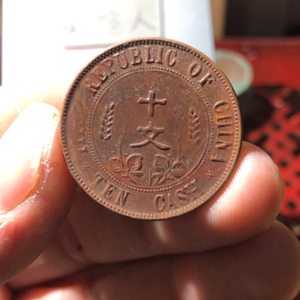 REPUBLIC OF CHINA
十
文
TEN CASH